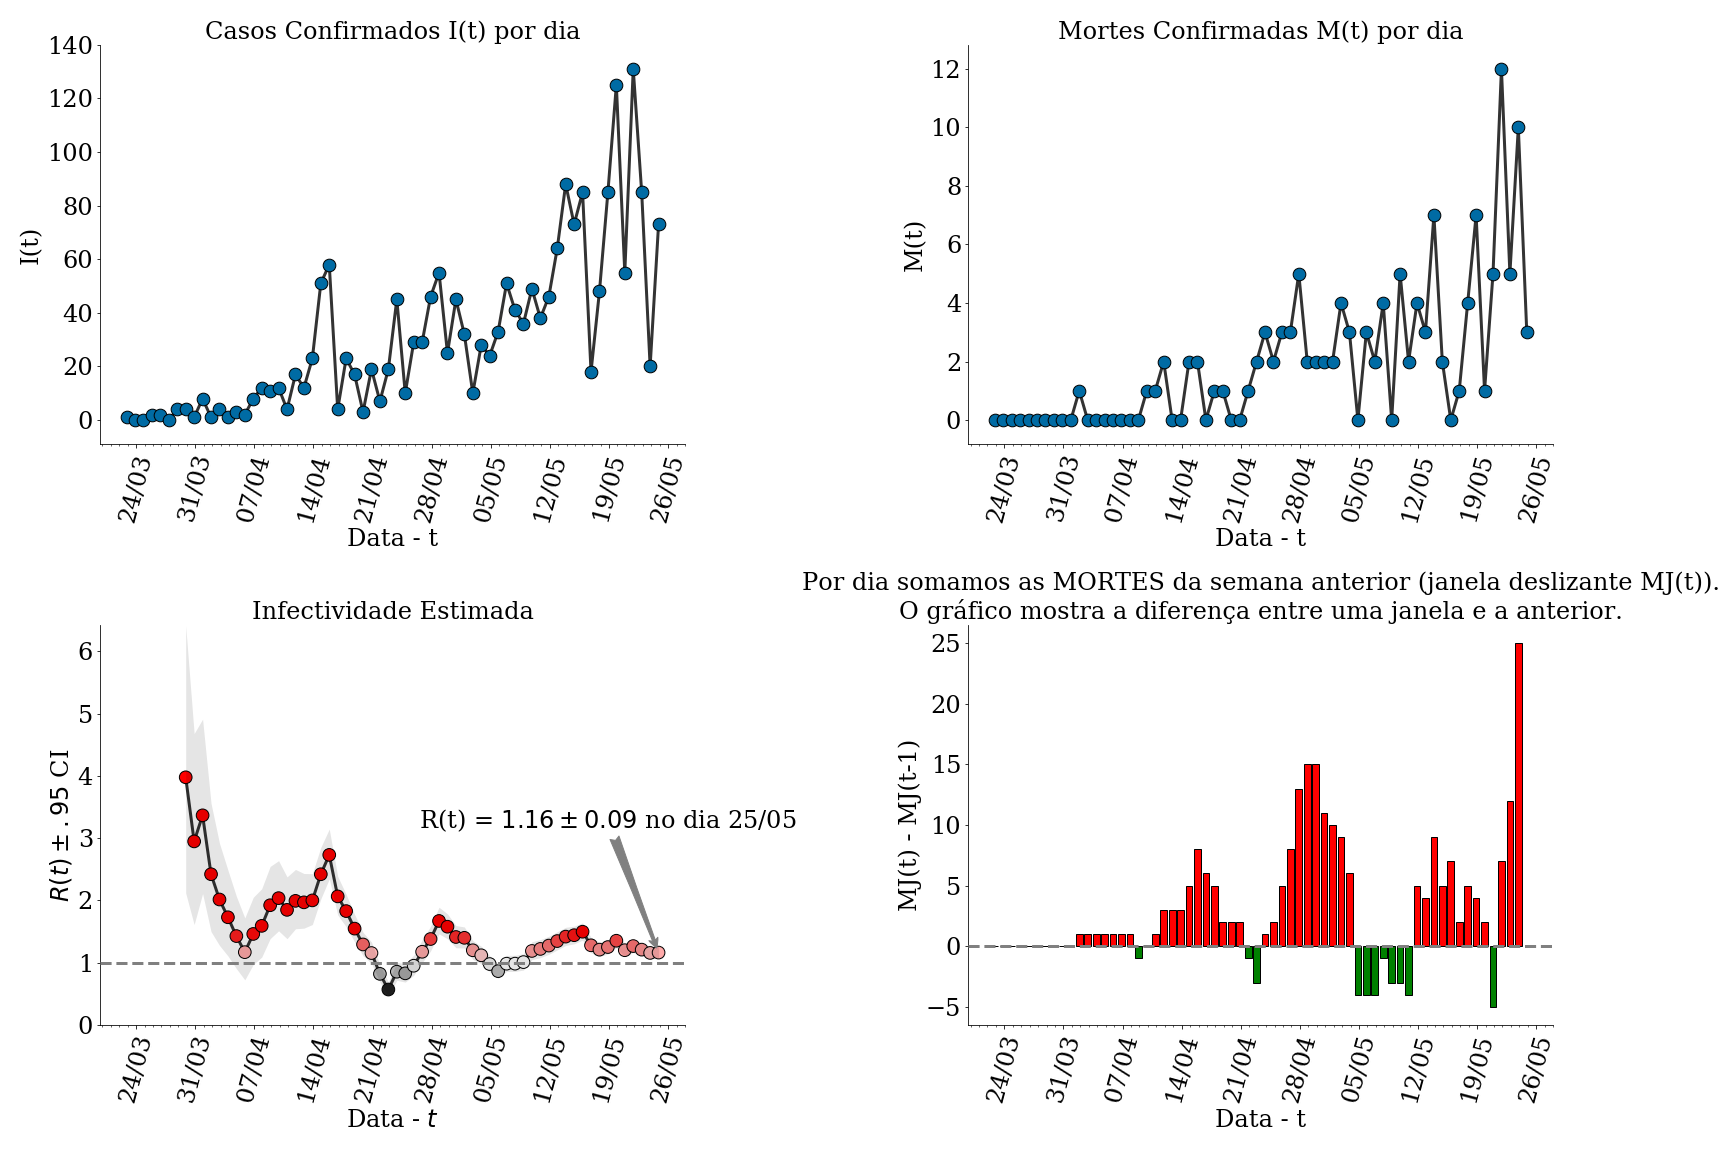 Casos Confirmados I(t) por dia
I(t)
140
120
100
80
60
40
20
0
24/03 31/03 07/04 14/04 21/04 28/04 05/05 12/05 19/05 26/05
Data - t
Mortes Confirmadas M(t) por dia
M(t)
12
10
8
6
4
2
0
24/03 31/03 07/04 14/04 21/04 28/04 05/05 12/05 19/05 26/05
Data - t
Infectividade Estimada
R(t) ± .95 CI
6
5
4
3
2
1
0
R(t) = 1.16 ± 0.09 no dia 25/05
24/03 31/03 07/04 14/04 21/04 28/04 05/05 12/05 19/05 26/05
Data - t
Por dia somamos as MORTES da semana anterior (janela deslizante MJ(t)).
O gráfico mostra a diferença entre uma janela e a anterior.
MJ(t) - MJ(t-1)
25
20
15
10
5
0
−5
24/03 31/03 07/04 14/04 21/04 28/04 05/05 12/05 19/05 26/05
Data - t